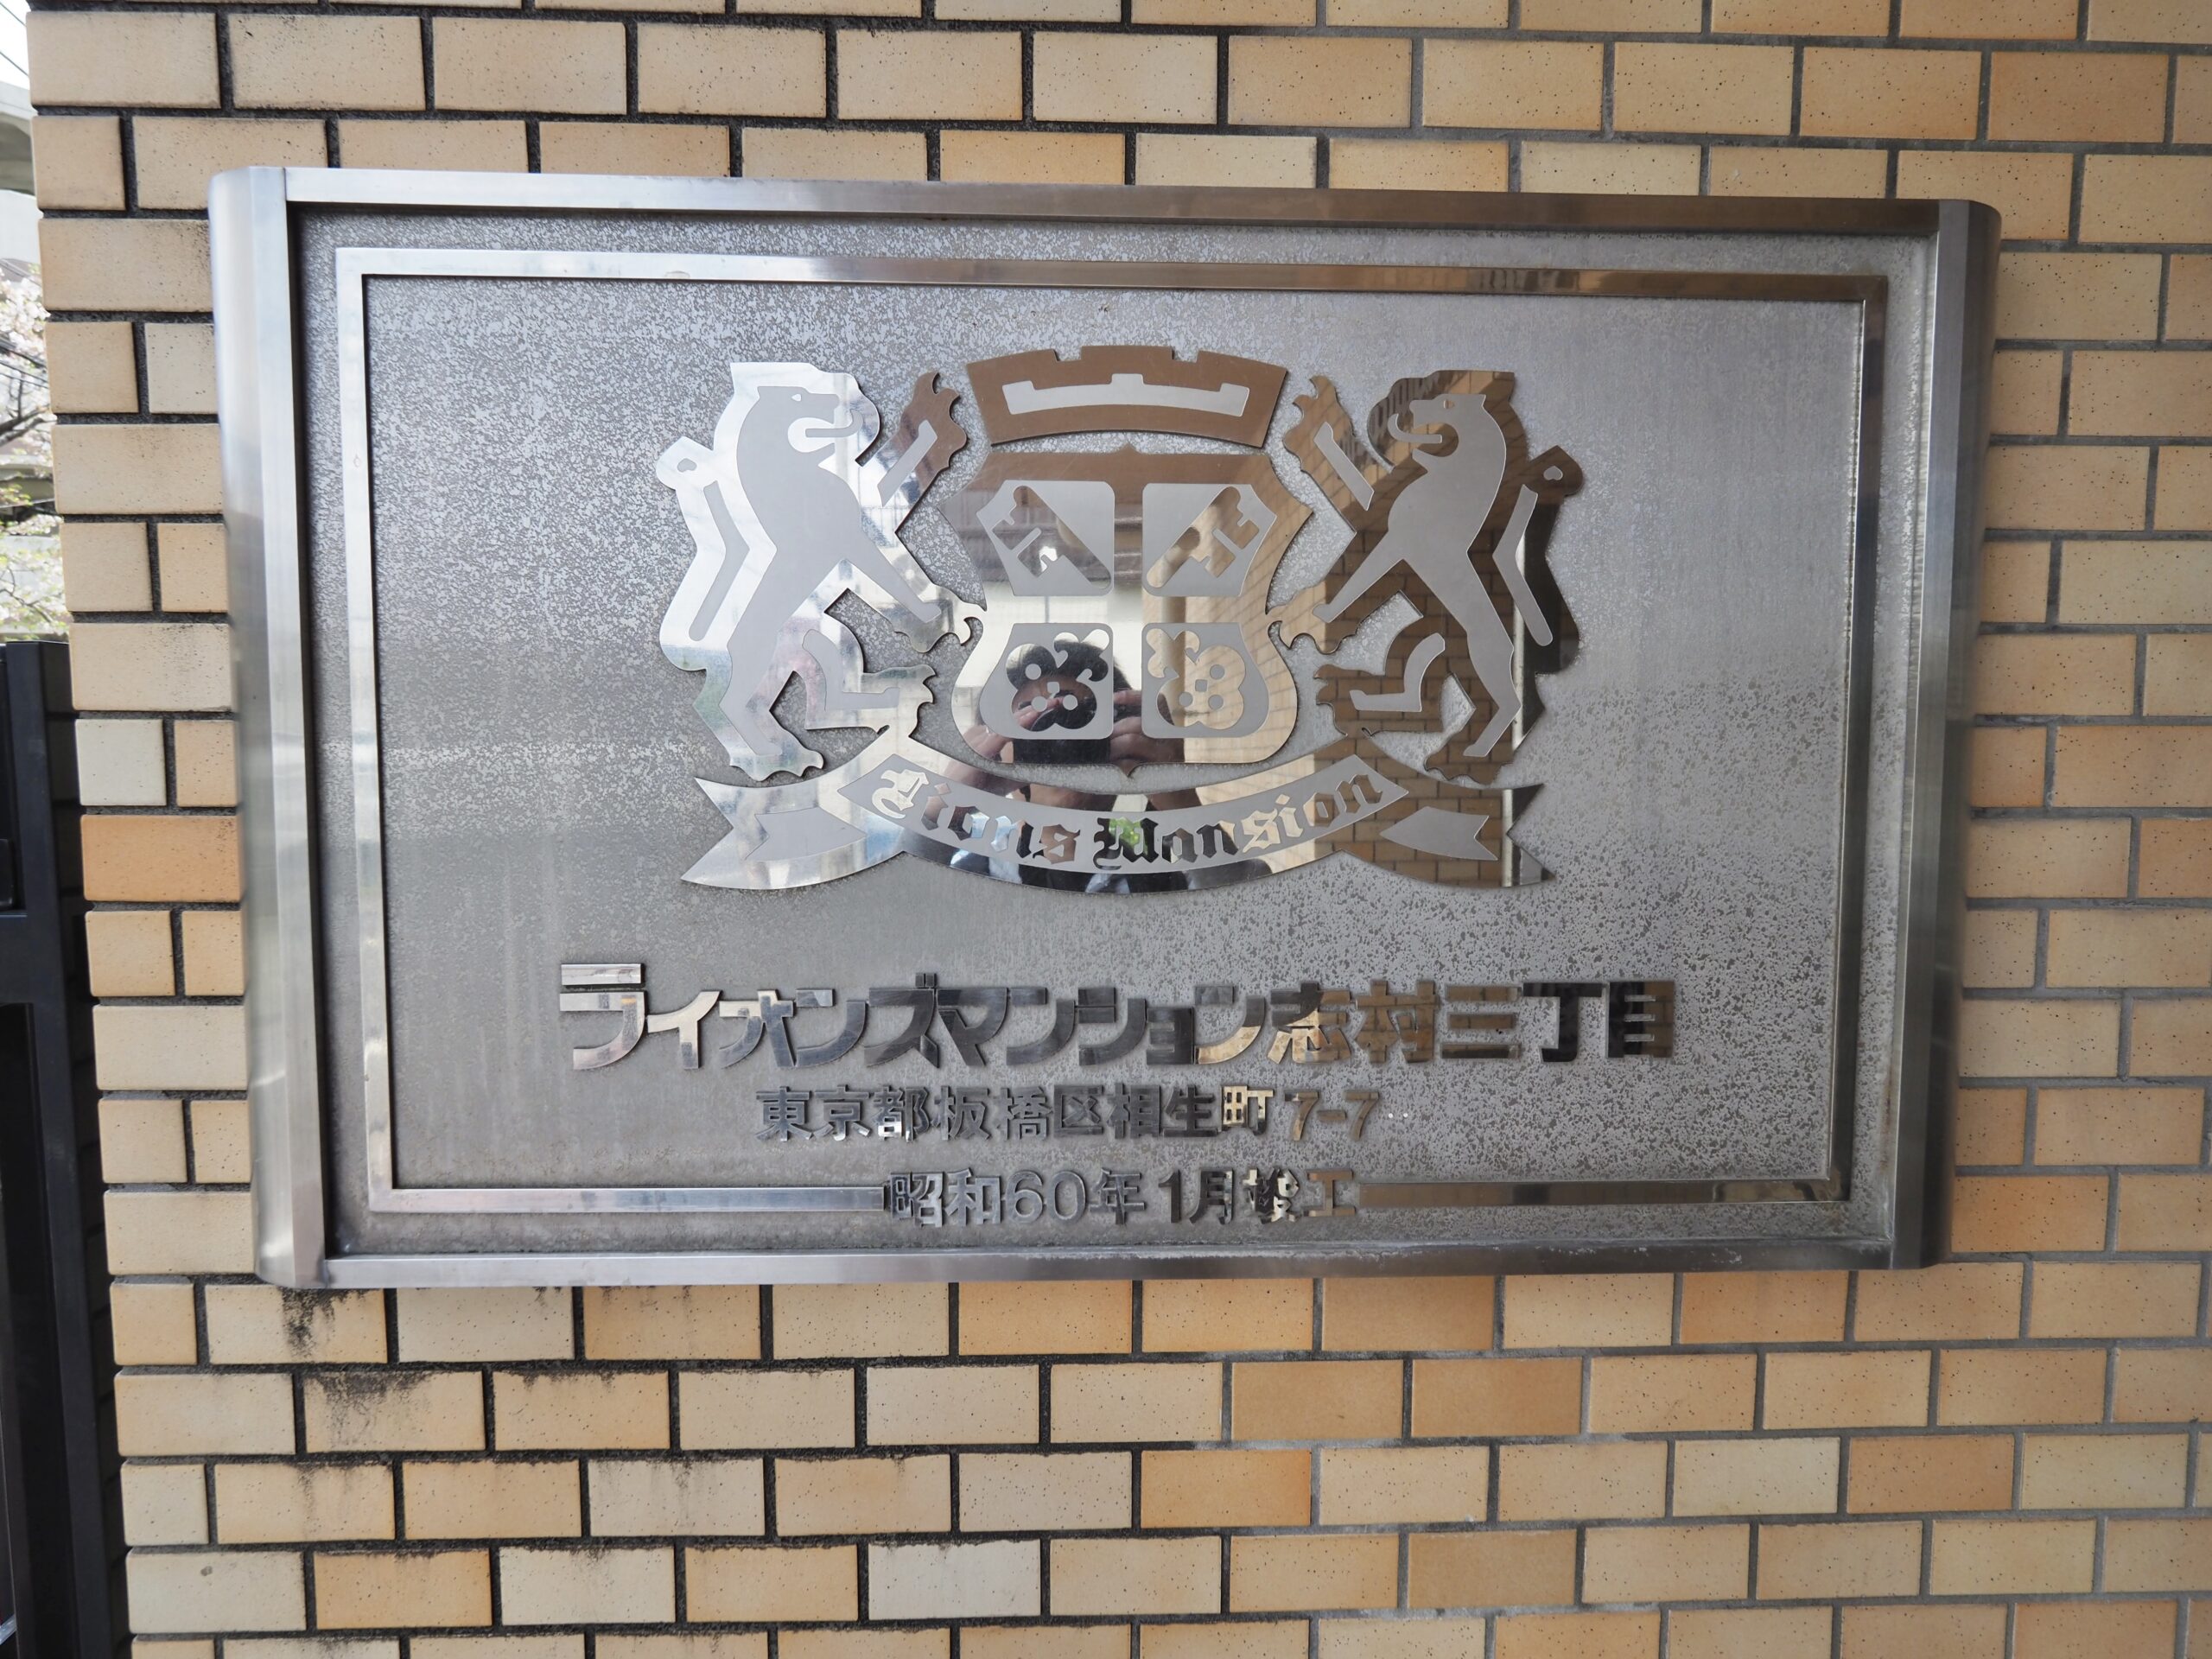 Lions Mansion
ライオンズマンション志村三丁目
東京都板橋区相生町7-7
昭和60年1月竣工